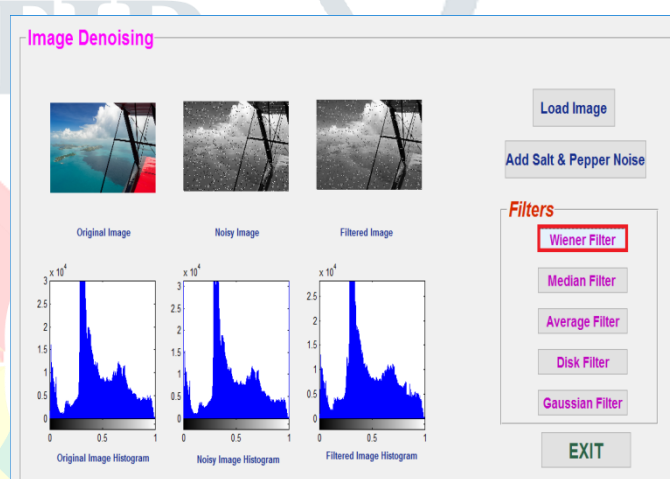 Image Denoising
Load Image
Add Salt & Pepper Noise
Original Image Noisy Image Filtered Image
Filters
Wiener Filter
Median Filter
Average Filter
Disk Filter
Gaussian Filter
EXIT
x 10^4 x 10^4 x 10^4
3 3
2.5 2.5 2.5
2 2 2
1.5 1.5 1.5
1 1 1
0.5 0.5 0.5
0 0 0
0 0.5 1 0 0.5 1 0 0.5 1
Original Image Histogram Noisy Image Histogram Filtered Image Histogram